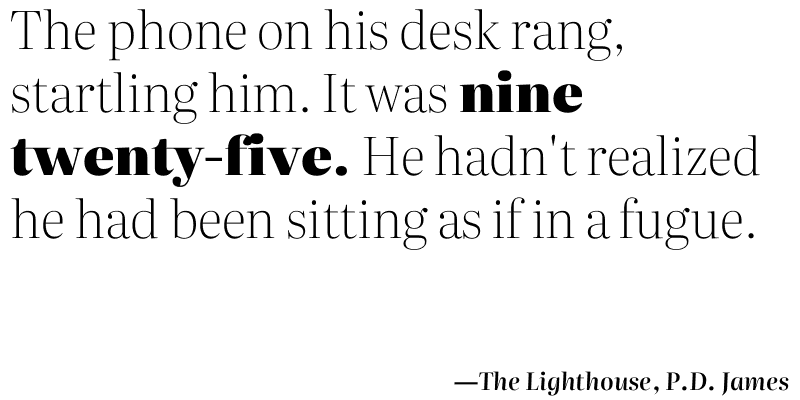 The phone on his desk rang,
startling him. It was nine
twenty-five. He hadn't realized
he had been sitting as if in a fugue.
—The Lighthouse, P.D. James